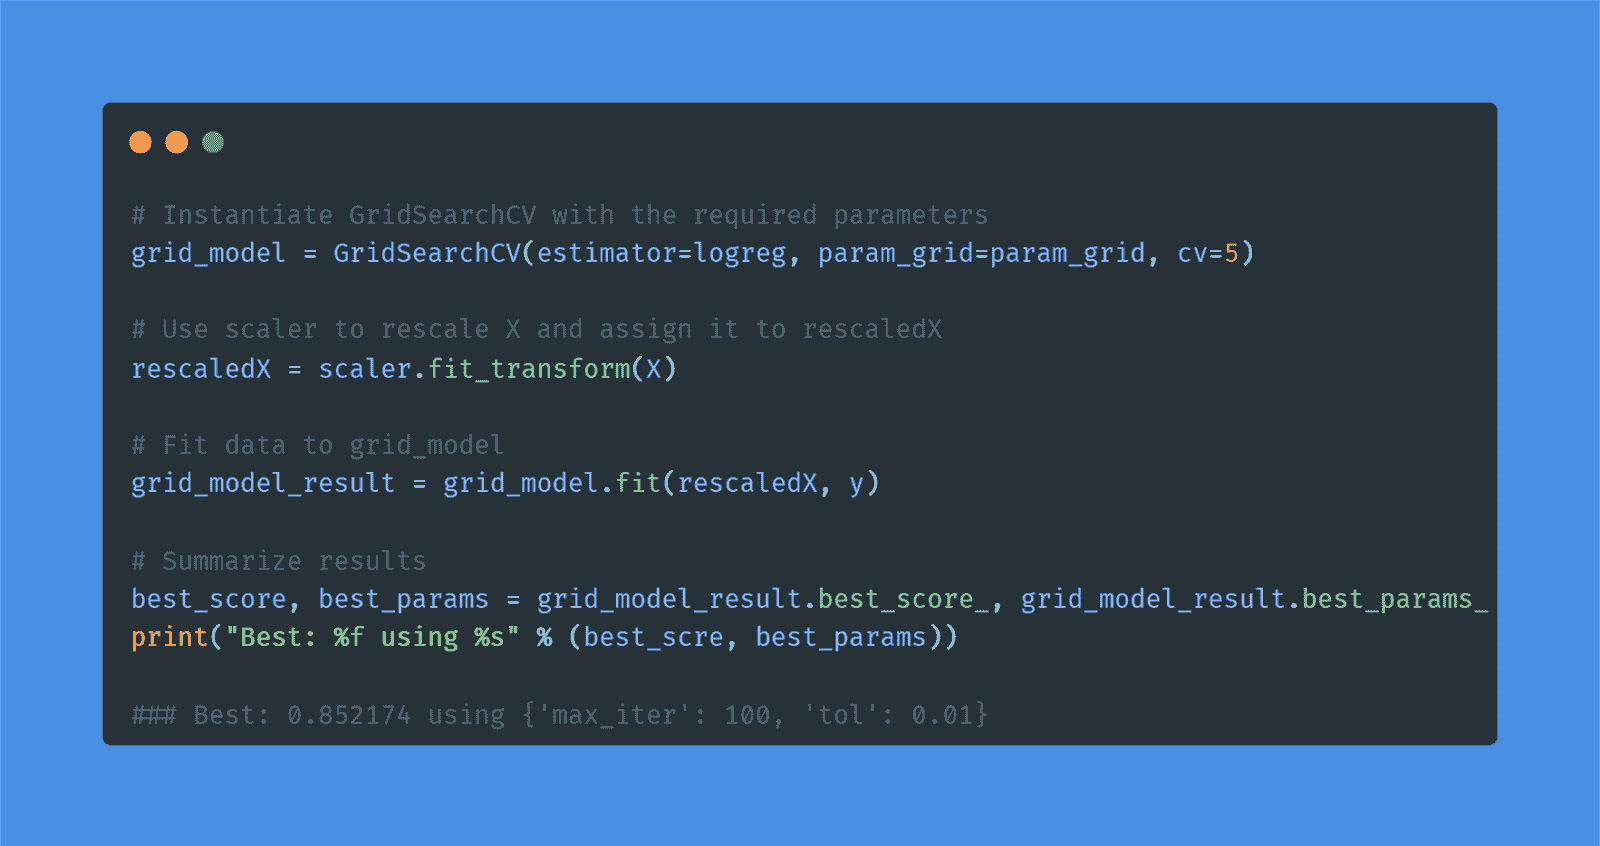 # Instantiate GridSearchCV with the required parameters
grid_model = GridSearchCV(estimator=logreg, param_grid=param_grid, cv=5)
# Use scaler to rescale X and assign it to rescaledX
rescaledX = scaler.fit_transform(X)
# Fit data to grid_model
grid_model_result = grid_model.fit(rescaledX, y)
# Summarize results
best_score, best_params = grid_model_result.best_score_, grid_model_result.best_params_
print("Best: %f using %s" % (best_scre, best_params))
### Best: 0.852174 using {'max_iter': 100, 'tol': 0.01}